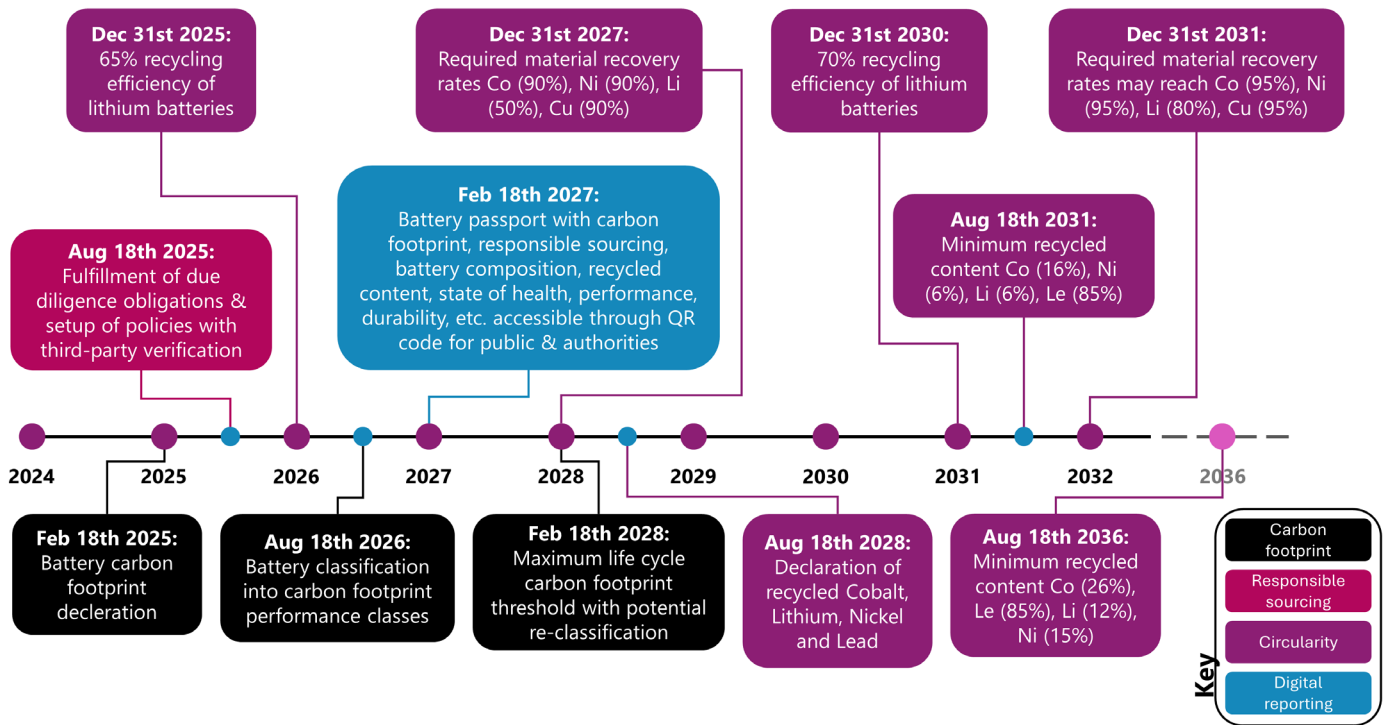 Dec 31st 2025:
65% recycling
efficiency of
lithium batteries
Dec 31st 2027:
Required material recovery
rates Co (90%), Ni (90%), Li
(50%), Cu (90%)
Dec 31st 2030:
70% recycling
efficiency of lithium
batteries
Dec 31st 2031:
Required material recovery
rates may reach Co (95%), Ni
(95%), Li (80%), Cu (95%)
Aug 18th 2025:
Fulfillment of due
diligence obligations &
setup of policies with
third-party verification
Feb 18th 2027:
Battery passport with carbon
footprint, responsible sourcing,
battery composition, recycled
content, state of health, performance,
durability, etc. accessible through QR
code for public & authorities
Aug 18th 2031:
Minimum recycled
content Co (16%), Ni
(6%), Li (6%), Le (85%)
2024 2025 2026 2027 2028 2029 2030 2031 2032 2036
Feb 18th 2025:
Battery carbon
footprint
decleration
Aug 18th 2026:
Battery classification
into carbon footprint
performance classes
Feb 18th 2028:
Maximum life cycle
carbon footprint
threshold with potential
re-classification
Aug 18th 2028:
Declaration of
recycled Cobalt,
Lithium, Nickel
and Lead
Aug 18th 2036:
Minimum recycled
content Co (26%),
Le (85%), Li (12%),
Ni (15%)
Key
Carbon
footprint
Responsible
sourcing
Circularity
Digital
reporting